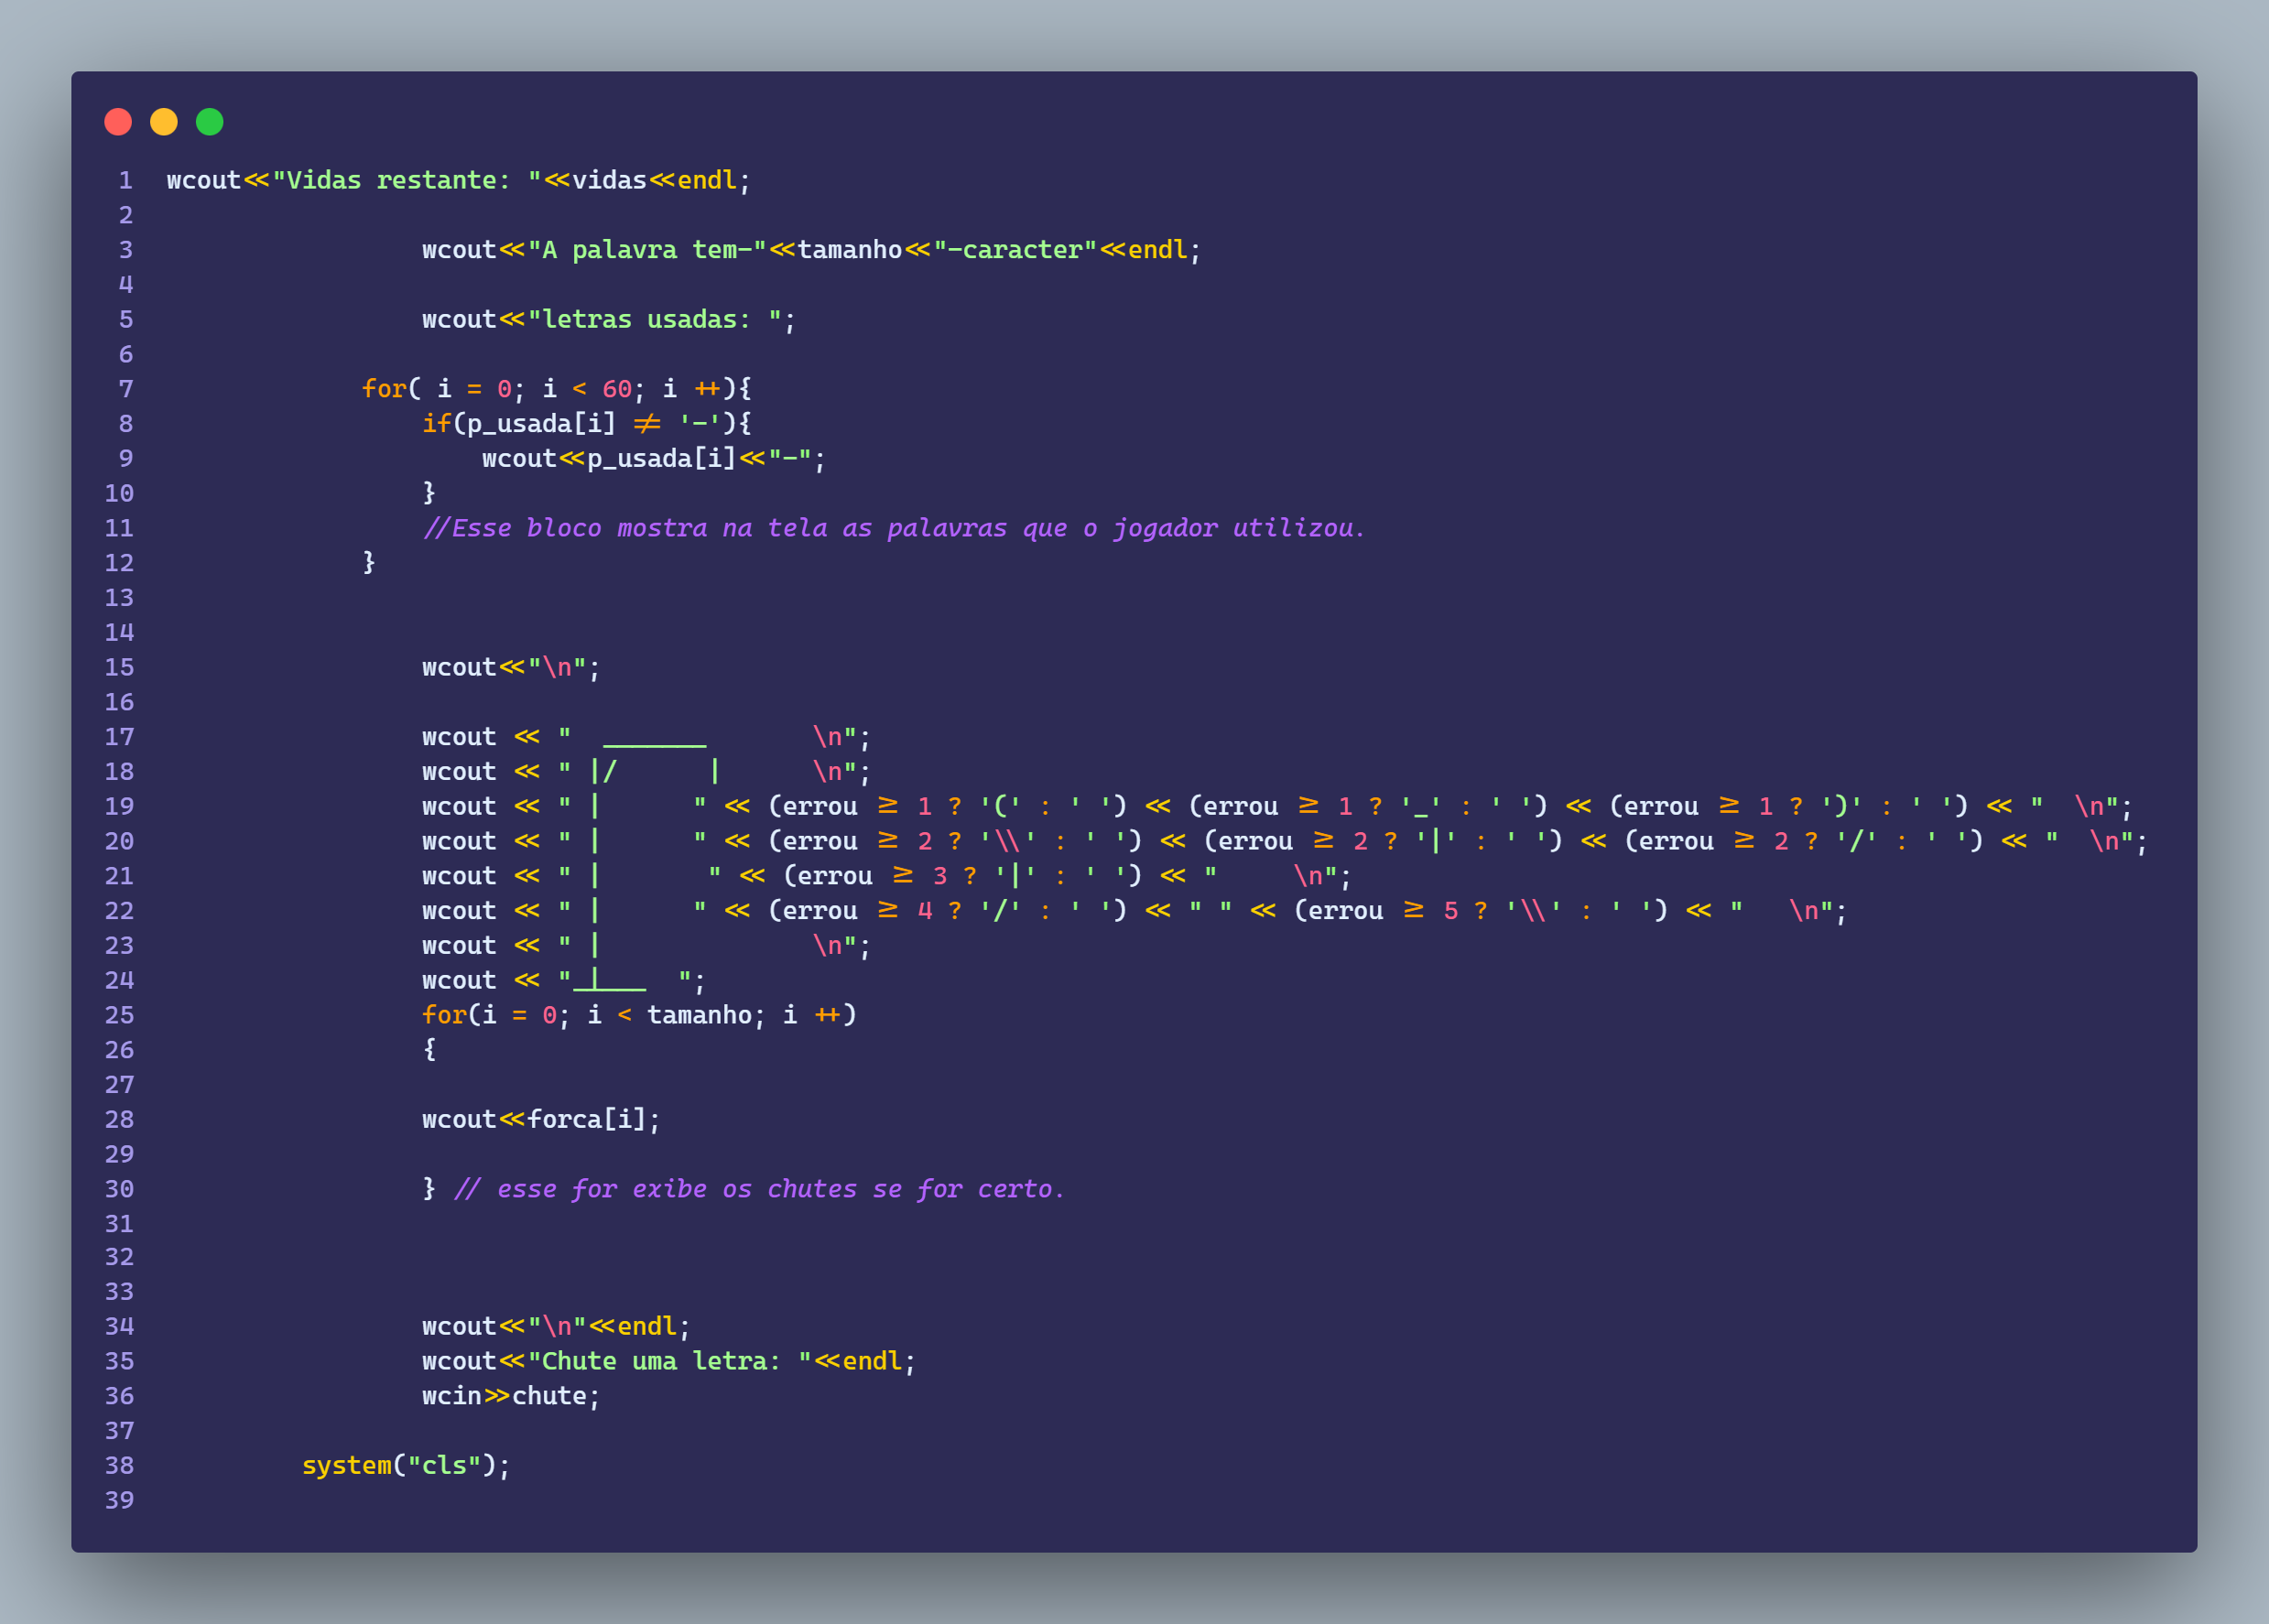 1 wcout<<"Vidas restante: "<<vidas<<endl;
2
3                  wcout<<"A palavra tem-"<<tamanho<<"-caracter"<<endl;
4
5                  wcout<<"letras usadas: ";
6
7              for( i = 0; i < 60; i ++){
8                  if(p_usada[i] != '-'){
9                      wcout<<p_usada[i]<<"-";
10                 }
11                 //Esse bloco mostra na tela as palavras que o jogador utilizou.
12             }
13
14
15                 wcout<<"\n";
16
17                 wcout << "  _______       \n";
18                 wcout << " |/      |      \n";
19                 wcout << " |      " << (errou >= 1 ? '(' : ' ') << (errou >= 1 ? '_' : ' ') << (errou >= 1 ? ')' : ' ') << "  \n";
20                 wcout << " |      " << (errou >= 2 ? '\\' : ' ') << (errou >= 2 ? '|' : ' ') << (errou >= 2 ? '/' : ' ') << "  \n";
21                 wcout << " |       " << (errou >= 3 ? '|' : ' ') << "     \n";
22                 wcout << " |      " << (errou >= 4 ? '/' : ' ') << " " << (errou >= 5 ? '\\' : ' ') << "   \n";
23                 wcout << " |              \n";
24                 wcout << "_|___  ";
25                 for(i = 0; i < tamanho; i ++)
26                 {
27
28                 wcout<<forca[i];
29
30                 } // esse for exibe os chutes se for certo.
31
32
33
34                 wcout<<"\n"<<endl;
35                 wcout<<"Chute uma letra: "<<endl;
36                 wcin>>chute;
37
38         system("cls");
39